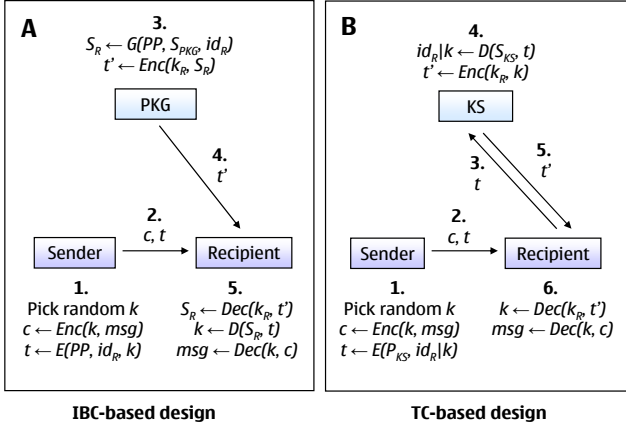 A
3.
S_R ← G(PP, S_PKG, id_R)
t’ ← Enc(k_R, S_R)
PKG
4.
t’
2.
c, t
Sender
Recipient
1.
Pick random k
c ← Enc(k, msg)
t ← E(PP, id_R, k)
5.
S_R ← Dec(k_R, t’)
k ← D(S_R, t)
msg ← Dec(k, c)
IBC-based design
B
4.
id_R|k ← D(S_KS, t)
t’ ← Enc(k_R, k)
KS
3.
t
5.
t’
2.
c, t
Sender
Recipient
1.
Pick random k
c ← Enc(k, msg)
t ← E(P_KS, id_R|k)
6.
k ← Dec(k_R, t’)
msg ← Dec(k, c)
TC-based design